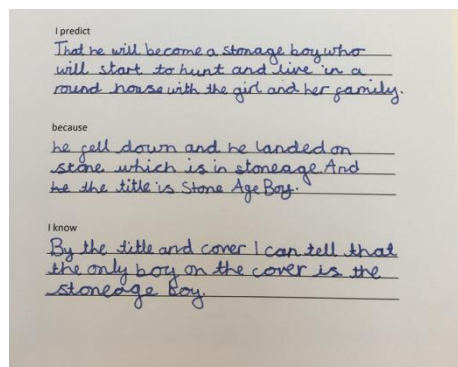 I predict
That he will become a stonage boy who
will start to hunt and live in a
round house with the girl and her family.
because
he fell down and he landed on
stone which is in stoneage. And
he the title is Stone Age Boy.
I know
By the title and cover I can tell that
the only boy on the cover is the
stoneage boy.